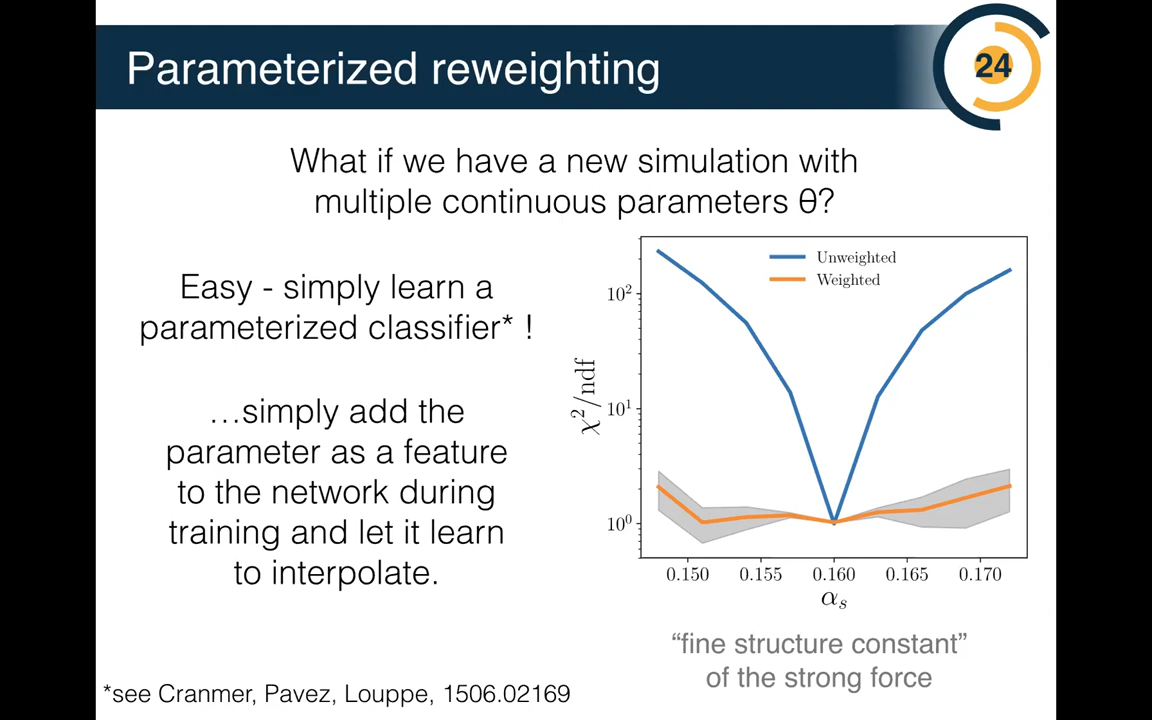 Parameterized reweighting
24
What if we have a new simulation with
multiple continuous parameters θ?
Easy - simply learn a
parameterized classifier* !
…simply add the
parameter as a feature
to the network during
training and let it learn
to interpolate.
Unweighted
Weighted
10²
10¹
10⁰
χ²/ndf
0.150 0.155 0.160 0.165 0.170
αₛ
“fine structure constant”
of the strong force
*see Cranmer, Pavez, Louppe, 1506.02169